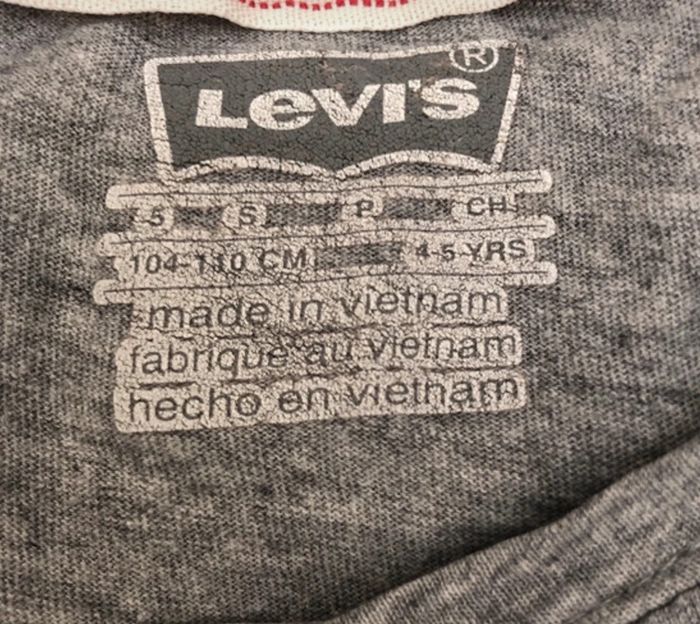 Levi's®
5 S P CH
104-110 CM 4-5 YRS
made in vietnam
fabriqué au vietnam
hecho en vietnam